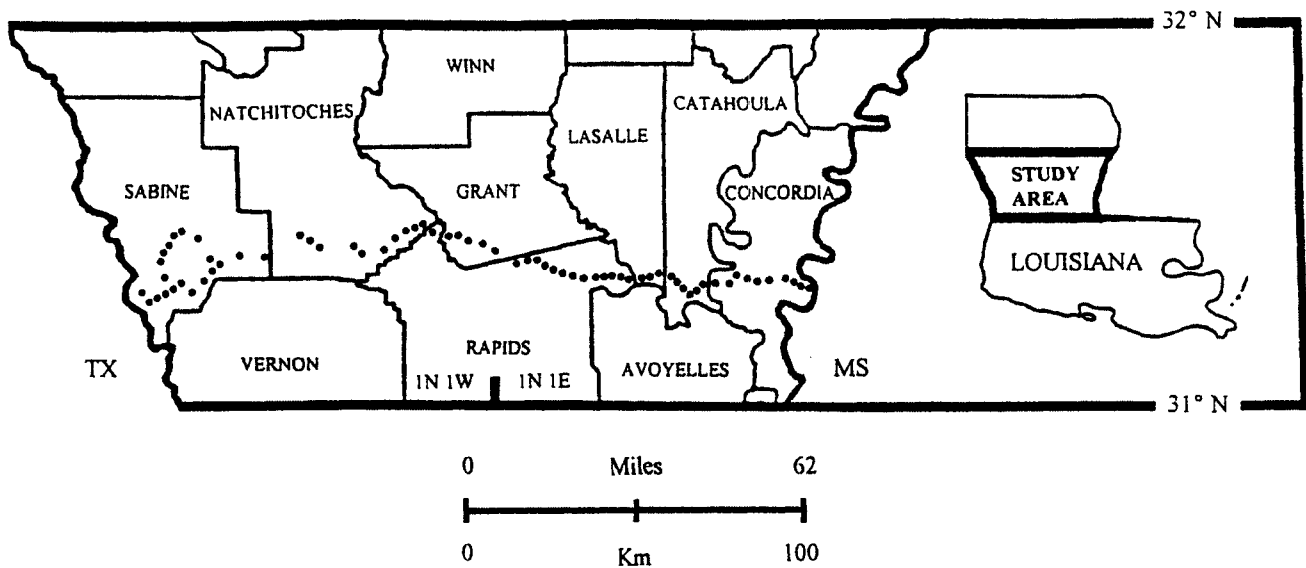 32° N
WINN
NATCHITOCHES
CATAHOULA
LASALLE
STUDY
AREA
SABINE
GRANT
CONCORDIA
LOUISIANA
TX
VERNON
RAPIDS
AVOYELLES
MS
1N 1W
1N 1E
31° N
0 Miles 62
0 Km 100